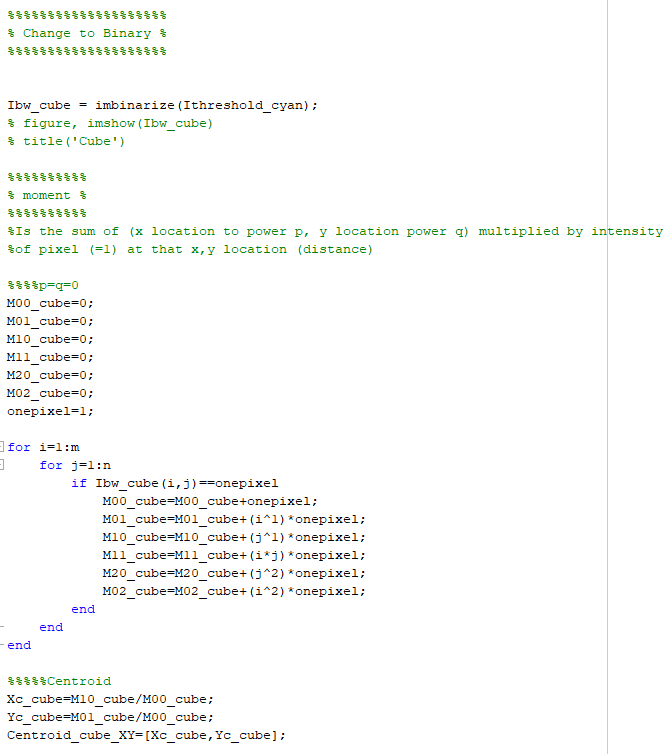 %%%%%%%%%%%%%%%%%%%%
% Change to Binary %
%%%%%%%%%%%%%%%%%%%%
Ibw_cube = imbinarize(Ithreshold_cyan);
% figure, imshow(Ibw_cube)
% title('Cube')
%%%%%%%%%%
% moment %
%%%%%%%%%%
%Is the sum of (x location to power p, y location power q) multiplied by intensity
%of pixel (=1) at that x,y location (distance)
%%%%p=q=0
M00_cube=0;
M01_cube=0;
M10_cube=0;
M11_cube=0;
M20_cube=0;
M02_cube=0;
onepixel=1;
for i=1:m
    for j=1:n
        if Ibw_cube(i,j)==onepixel
            M00_cube=M00_cube+onepixel;
            M01_cube=M01_cube+(i^1)*onepixel;
            M10_cube=M10_cube+(j^1)*onepixel;
            M11_cube=M11_cube+(i*j)*onepixel;
            M20_cube=M20_cube+(j^2)*onepixel;
            M02_cube=M02_cube+(i^2)*onepixel;
        end
    end
end
%%%%%Centroid
Xc_cube=M10_cube/M00_cube;
Yc_cube=M01_cube/M00_cube;
Centroid_cube_XY=[Xc_cube,Yc_cube];